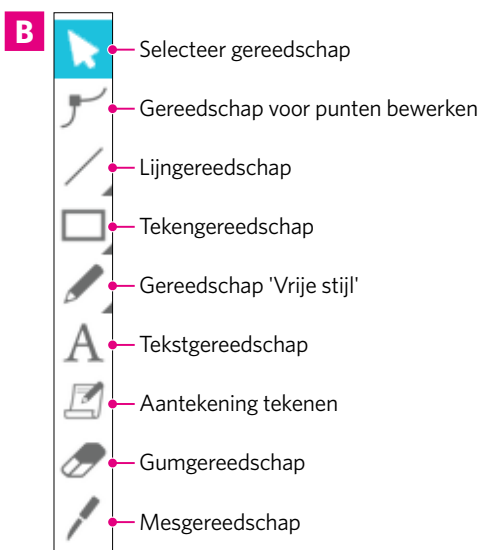 B
Selecteer gereedschap
Gereedschap voor punten bewerken
Lijngereedschap
Tekengereedschap
Gereedschap 'Vrije stijl'
A
Tekstgereedschap
Aantekening tekenen
Gumgereedschap
Mesgereedschap